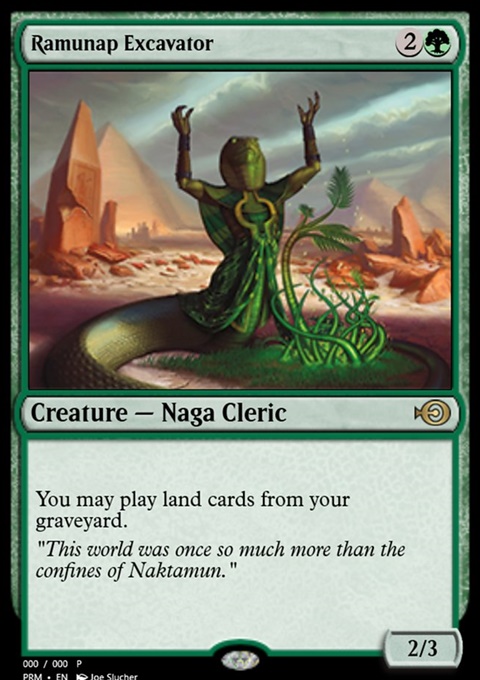 Ramunap Excavator 2
Creature — Naga Cleric
You may play land cards from your
graveyard.
"This world was once so much more than the
confines of Naktamun."
2/3
000 / 000 P
PRM • EN Joe Slucher